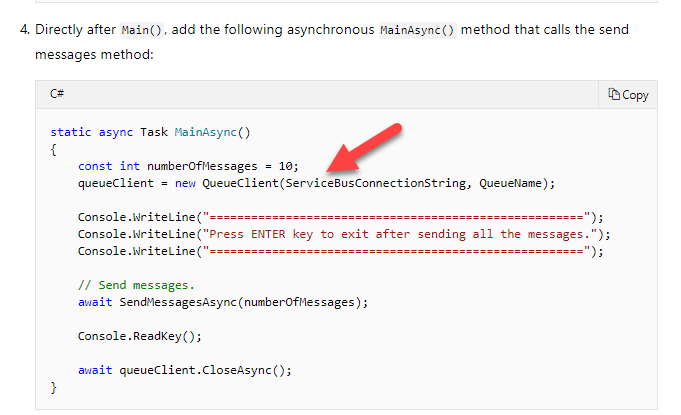 4. Directly after Main(), add the following asynchronous MainAsync() method that calls the send
messages method:
C#
Copy
static async Task MainAsync()
{
    const int numberOfMessages = 10;
    queueClient = new QueueClient(ServiceBusConnectionString, QueueName);

    Console.WriteLine("======================================================");
    Console.WriteLine("Press ENTER key to exit after sending all the messages.");
    Console.WriteLine("======================================================");

    // Send messages.
    await SendMessagesAsync(numberOfMessages);

    Console.ReadKey();

    await queueClient.CloseAsync();
}